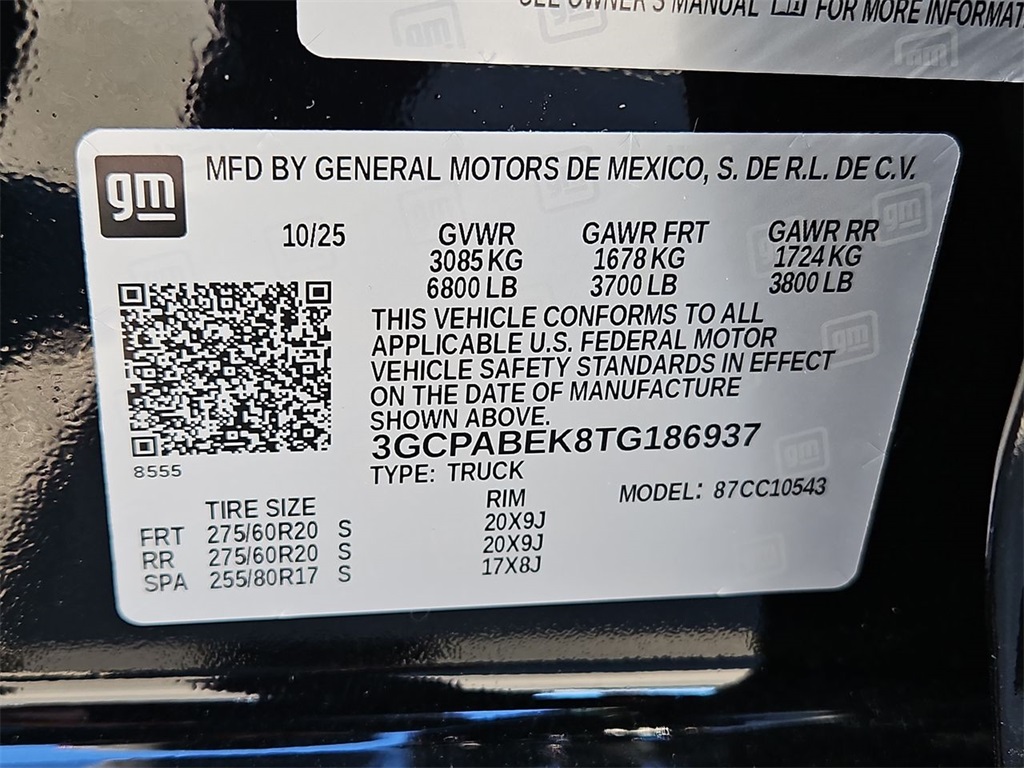 SEE OWNER'S MANUAL FOR MORE INFORMAT
gm
MFD BY GENERAL MOTORS DE MEXICO, S. DE R.L. DE C.V.
10/25 GVWR GAWR FRT GAWR RR
3085 KG 1678 KG 1724 KG
6800 LB 3700 LB 3800 LB
THIS VEHICLE CONFORMS TO ALL
APPLICABLE U.S. FEDERAL MOTOR
VEHICLE SAFETY STANDARDS IN EFFECT
ON THE DATE OF MANUFACTURE
SHOWN ABOVE.
3GCPABEK8TG186937
8555
TYPE: TRUCK
MODEL: 87CC10543
TIRE SIZE RIM
FRT 275/60R20 S 20X9J
RR 275/60R20 S 20X9J
SPA 255/80R17 S 17X8J